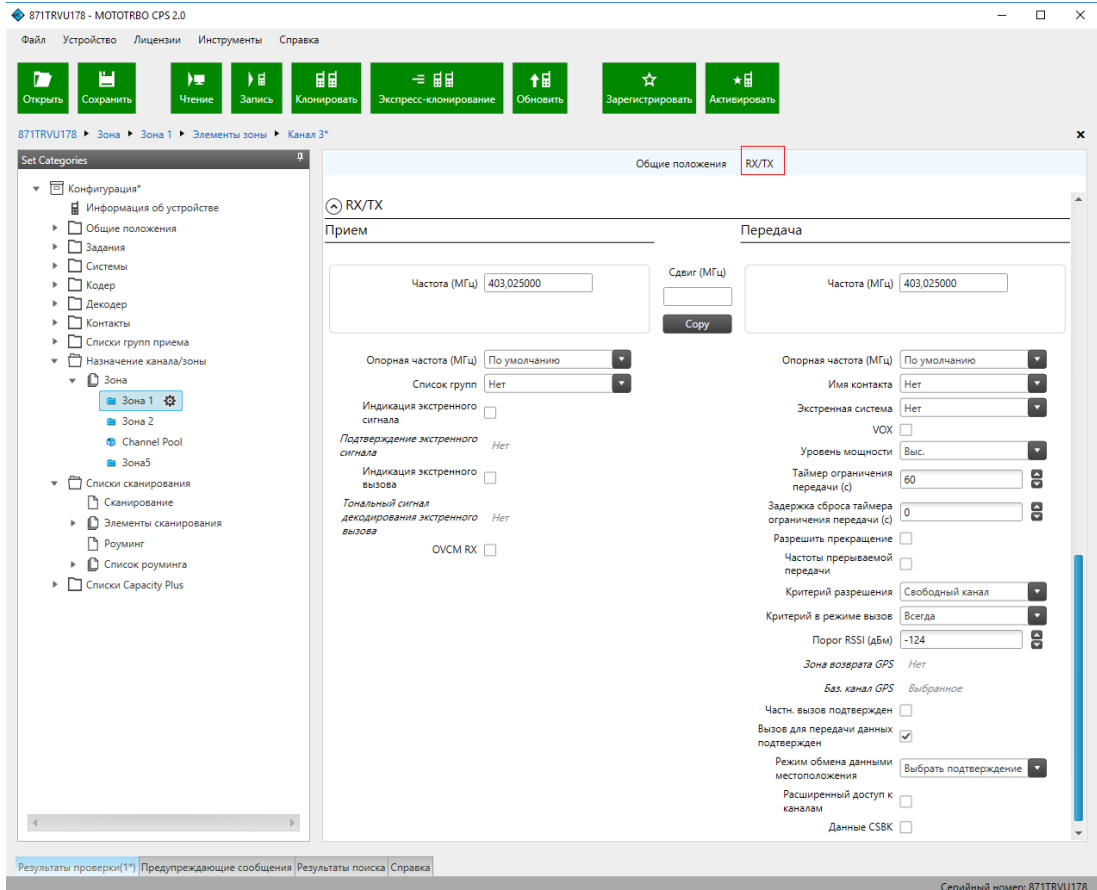 871TRVU178 - MOTOTRBO CPS 2.0
Файл Устройство Лицензии Инструменты Справка
Открыть Сохранить Чтение Запись Клонировать Экспресс-клонирование Обновить Зарегистрировать Активировать
871TRVU178 Зона Зона 1 Элементы зоны Канал 3*
Set Categories
Конфигурация*
Информация об устройстве
Общие положения
Задания
Системы
Кодер
Декодер
Контакты
Списки групп приема
Назначение канала/зоны
Зона
Зона 1
Зона 2
Channel Pool
Зона5
Списки сканирования
Сканирование
Элементы сканирования
Роуминг
Список роуминга
Списки Capacity Plus
Общие положения RX/TX
RX/TX
Прием
Частота (МГц) 403,025000
Опорная частота (МГц) По умолчанию
Список групп Нет
Индикация экстренного
сигнала
Подтверждение экстренного
сигнала Нет
Индикация экстренного
вызова
Тональный сигнал
декодирования экстренного Нет
вызова
OVCM RX
Сдвиг (МГц)
Copy
Передача
Частота (МГц) 403,025000
Опорная частота (МГц) По умолчанию
Имя контакта Нет
Экстренная система Нет
VOX
Уровень мощности Выс.
Таймер ограничения
передачи (с) 60
Задержка сброса таймера
ограничения передачи (с) 0
Разрешить прекращение
Частоты прерываемой
передачи
Критерий разрешения Свободный канал
Критерий в режиме вызов Всегда
Порог RSSI (дБм) -124
Зона возврата GPS Нет
Баз. канал GPS Выбранное
Частн. вызов подтвержден
Вызов для передачи данных
подтвержден
Режим обмена данными
местоположения Выбрать подтверждение
Расширенный доступ к
каналам
Данные CSBK
Результаты проверки(1*) Предупреждающие сообщения Результаты поиска Справка
Серийный номер: 871TRVU178